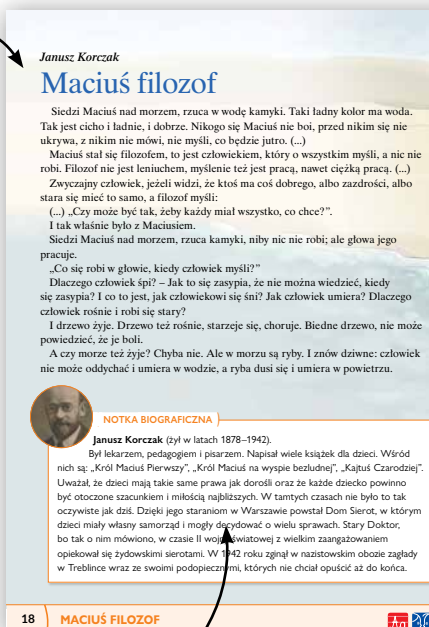 Janusz Korczak
Maciuś filozof
Siedzi Maciuś nad morzem, rzuca w wodę kamyki. Taki ładny kolor ma woda.
Tak jest cicho i ładnie, i dobrze. Nikogo się Maciuś nie boi, przed nikim się nie
ukrywa, z nikim nie mówi, nie myśli, co będzie jutro. (...)
Maciuś stał się filozofem, to jest człowiekiem, który o wszystkim myśli, a nic nie
robi. Filozof nie jest leniuchem, myślenie też jest pracą, nawet ciężką pracą. (...)
Zwyczajny człowiek, jeżeli widzi, że ktoś ma coś dobrego, albo zazdrości, albo
stara się mieć to samo, a filozof myśli:
(...) „Czy może być tak, żeby każdy miał wszystko, co chce?”.
I tak właśnie było z Maciusiem.
Siedzi Maciuś nad morzem, rzuca kamyki, niby nic nie robi; ale głowa jego
pracuje.
„Co się robi w głowie, kiedy człowiek myśli?”
Dlaczego człowiek śpi? – Jak to się zasypia, że nie można wiedzieć, kiedy
się zasypia? I co to jest, jak człowiekowi się śni? Jak człowiek umiera? Dlaczego
człowiek rośnie i robi się stary?
I drzewo żyje. Drzewo też rośnie, starzeje się, choruje. Biedne drzewo, nie może
powiedzieć, że je boli.
A czy morze też żyje? Chyba nie. Ale w morzu są ryby. I znów dziwne: człowiek
nie może oddychać i umiera w wodzie, a ryba dusi się i umiera w powietrzu.
NOTKA BIOGRAFICZNA
Janusz Korczak (żył w latach 1878–1942).
Był lekarzem, pedagogiem i pisarzem. Napisał wiele książek dla dzieci. Wśród
nich są: „Król Maciuś Pierwszy”, „Król Maciuś na wyspie bezludnej”, „Kajtuś Czarodziej”.
Uważał, że dzieci mają takie same prawa jak dorośli oraz że każde dziecko powinno
być otoczone szacunkiem i miłością najbliższych. W tamtych czasach nie było to tak
oczywiste jak dziś. Dzięki jego staraniom w Warszawie powstał Dom Sierot, w którym
dzieci miały własny samorząd i mogły decydować o wielu sprawach. Stary Doktor,
bo tak o nim mówiono, w czasie II wojny światowej z wielkim zaangażowaniem
opiekował się żydowskimi sierotami. W 1942 roku zginął w nazistowskim obozie zagłady
w Treblince wraz ze swoimi podopiecznymi, których nie chciał opuścić aż do końca.
18 MACIUŚ FILOZOF